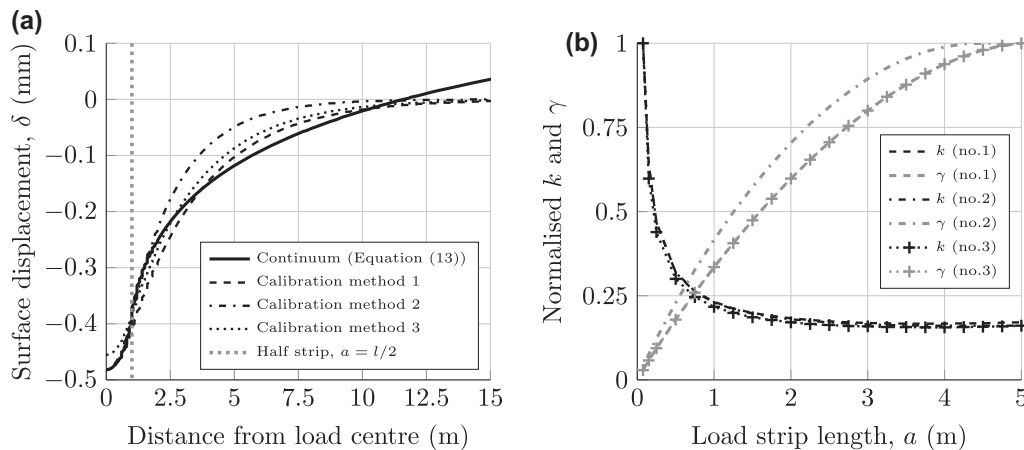 (a)
Surface displacement, δ (mm)
0.1
0
−0.1
−0.2
−0.3
−0.4
−0.5
Continuum (Equation (13))
Calibration method 1
Calibration method 2
Calibration method 3
Half strip, a = l/2
0 2.5 5 7.5 10 12.5 15
Distance from load centre (m)
(b)
Normalised k and γ
1
0.75
0.5
0.25
0
k (no.1)
γ (no.1)
k (no.2)
γ (no.2)
k (no.3)
γ (no.3)
0 1 2 3 4 5
Load strip length, a (m)